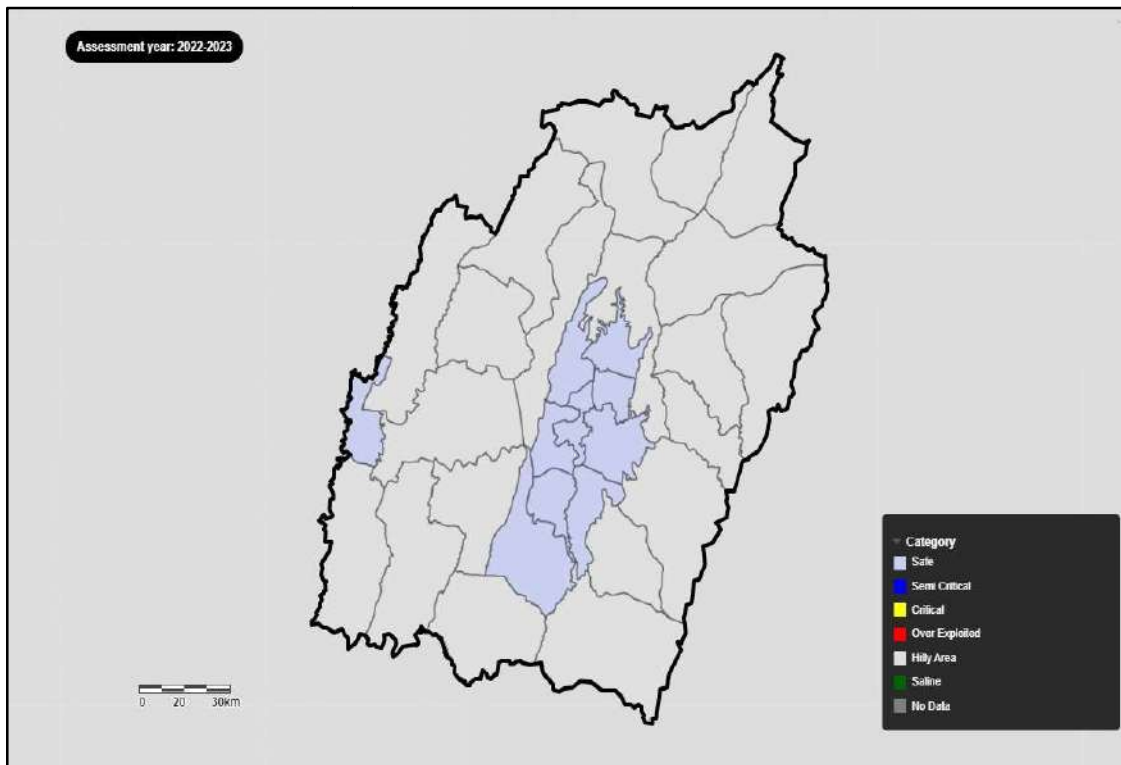 Assessment year: 2022-2023
Category
Safe
Semi Critical
Critical
Over Exploited
Hilly Area
Saline
No Data
0 20 30km